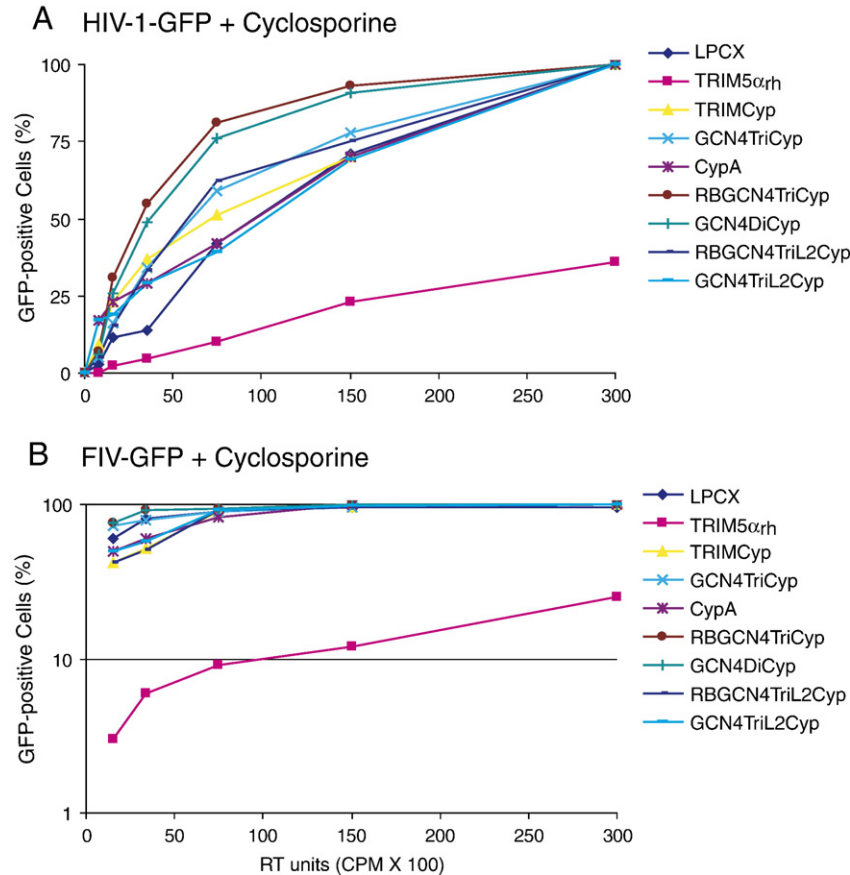 A HIV-1-GFP + Cyclosporine
GFP-positive Cells (%)
100
75
50
25
0
0 50 100 150 200 250 300
LPCX
TRIM5αrh
TRIMCyp
GCN4TriCyp
CypA
RBGCN4TriCyp
GCN4DiCyp
RBGCN4TriL2Cyp
GCN4TriL2Cyp
B FIV-GFP + Cyclosporine
GFP-positive Cells (%)
100
10
1
0 50 100 150 200 250 300
RT units (CPM X 100)
LPCX
TRIM5αrh
TRIMCyp
GCN4TriCyp
CypA
RBGCN4TriCyp
GCN4DiCyp
RBGCN4TriL2Cyp
GCN4TriL2Cyp